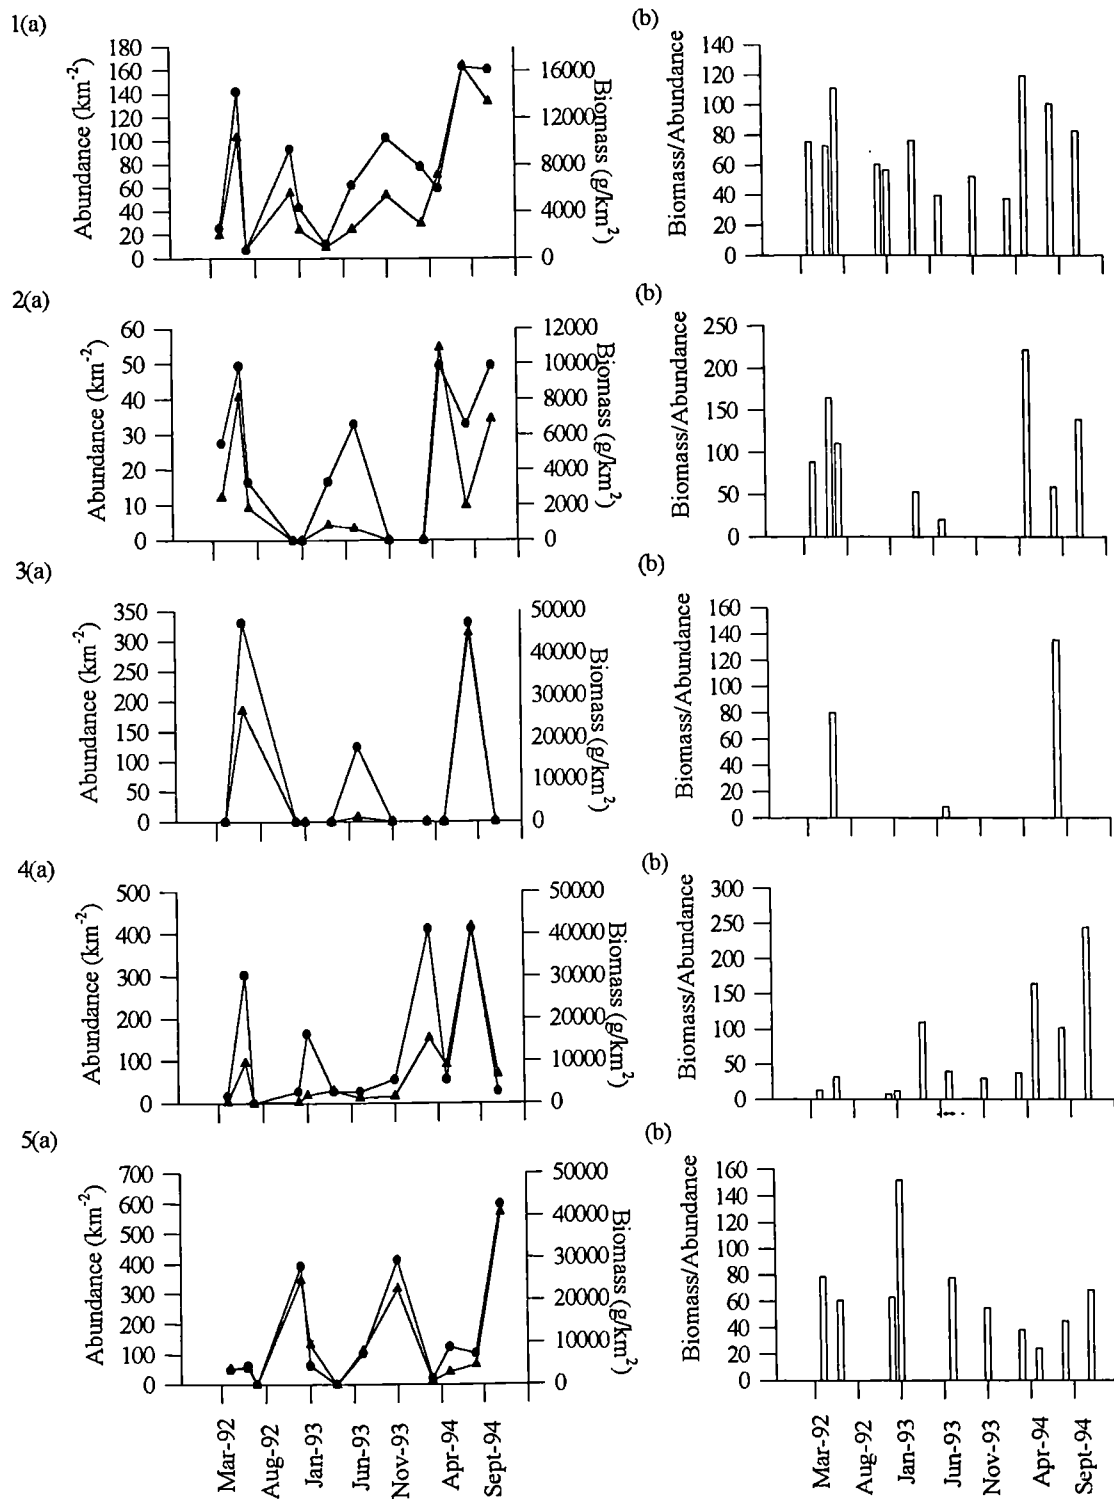 1(a)
Abundance (km-2)
180
160
140
120
100
80
60
40
20
0
16000
12000
8000
4000
0
Biomass (g/km2)
(b)
Biomass/Abundance
140
120
100
80
60
40
20
0
2(a)
Abundance (km-2)
60
50
40
30
20
10
0
12000
10000
8000
6000
4000
2000
0
Biomass (g/km2)
(b)
Biomass/Abundance
250
200
150
100
50
0
3(a)
Abundance (km-2)
350
300
250
200
150
100
50
0
50000
40000
30000
20000
10000
0
Biomass (g/km2)
(b)
Biomass/Abundance
160
140
120
100
80
60
40
20
0
4(a)
Abundance (km-2)
500
400
300
200
100
0
50000
40000
30000
20000
10000
0
Biomass (g/km2)
(b)
Biomass/Abundance
300
250
200
150
100
50
0
5(a)
Abundance (km-2)
700
600
500
400
300
200
100
0
50000
40000
30000
20000
10000
0
Biomass (g/km2)
Mar-92
Aug-92
Jan-93
Jun-93
Nov-93
Apr-94
Sept-94
(b)
Biomass/Abundance
160
140
120
100
80
60
40
20
0
Mar-92
Aug-92
Jan-93
Jun-93
Nov-93
Apr-94
Sept-94